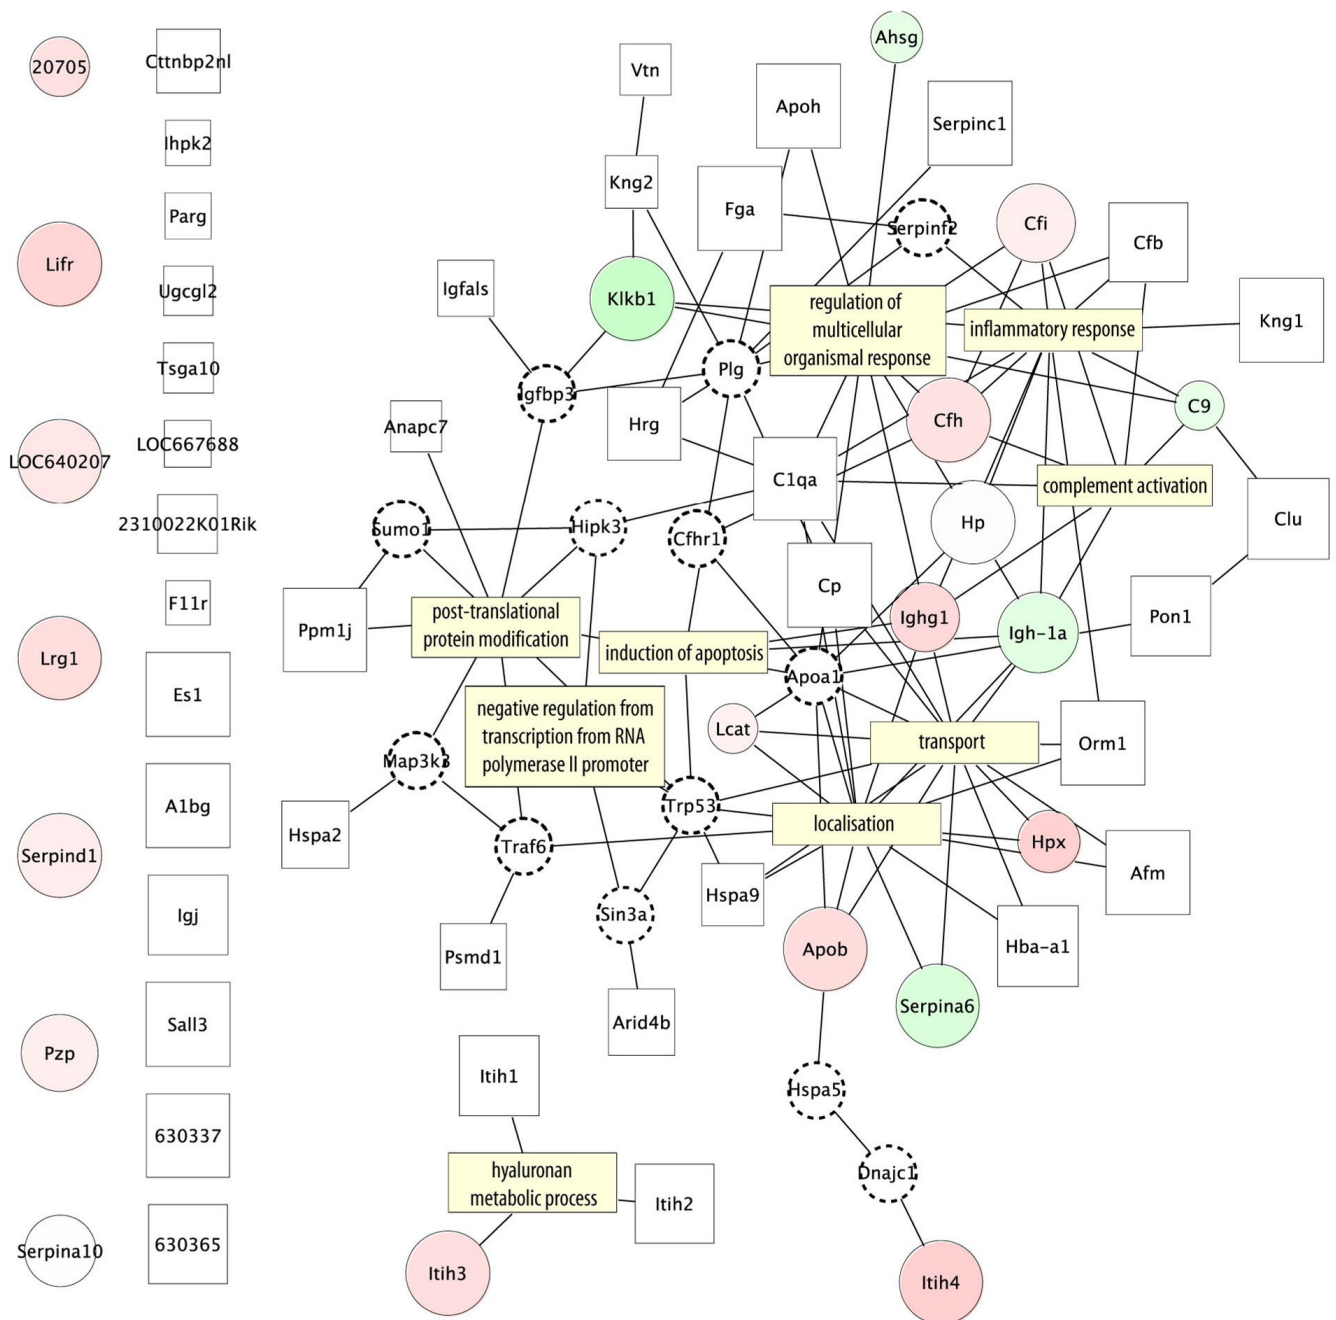 20705
Lifr
LOC640207
Lrg1
Serpind1
Pzp
Serpina10
Cttnbp2nl
Ihpk2
Parg
Ugcgl2
Tsga10
LOC667688
2310022K01Rik
F11r
Es1
A1bg
Igj
Sall3
630337
630365
Ahsg
Vtn
Apoh
Serpinc1
Kng2
Fga
Serpinf2
Cfi
Cfb
Igfals
Klkb1
regulation of
multicellular
organismal response
inflammatory response
Kng1
Plg
Igfbp3
Hrg
Cfh
C9
Anapc7
C1qa
complement activation
Sumo1
Hipk3
Cfhr1
Hp
Clu
Cp
Ppm1j
post-translational
protein modification
Ighg1
Igh-1a
Pon1
induction of apoptosis
Apoa1
negative regulation from
transcription from RNA
polymerase II promoter
Lcat
transport
Orm1
Map3k3
Trp53
localisation
Hspa2
Traf6
Hpx
Afm
Hspa9
Sin3a
Psmd1
Apob
Hba-a1
Serpina6
Arid4b
Itih1
Hspa5
hyaluronan
metabolic process
Itih2
Dnajc1
Itih3
Itih4